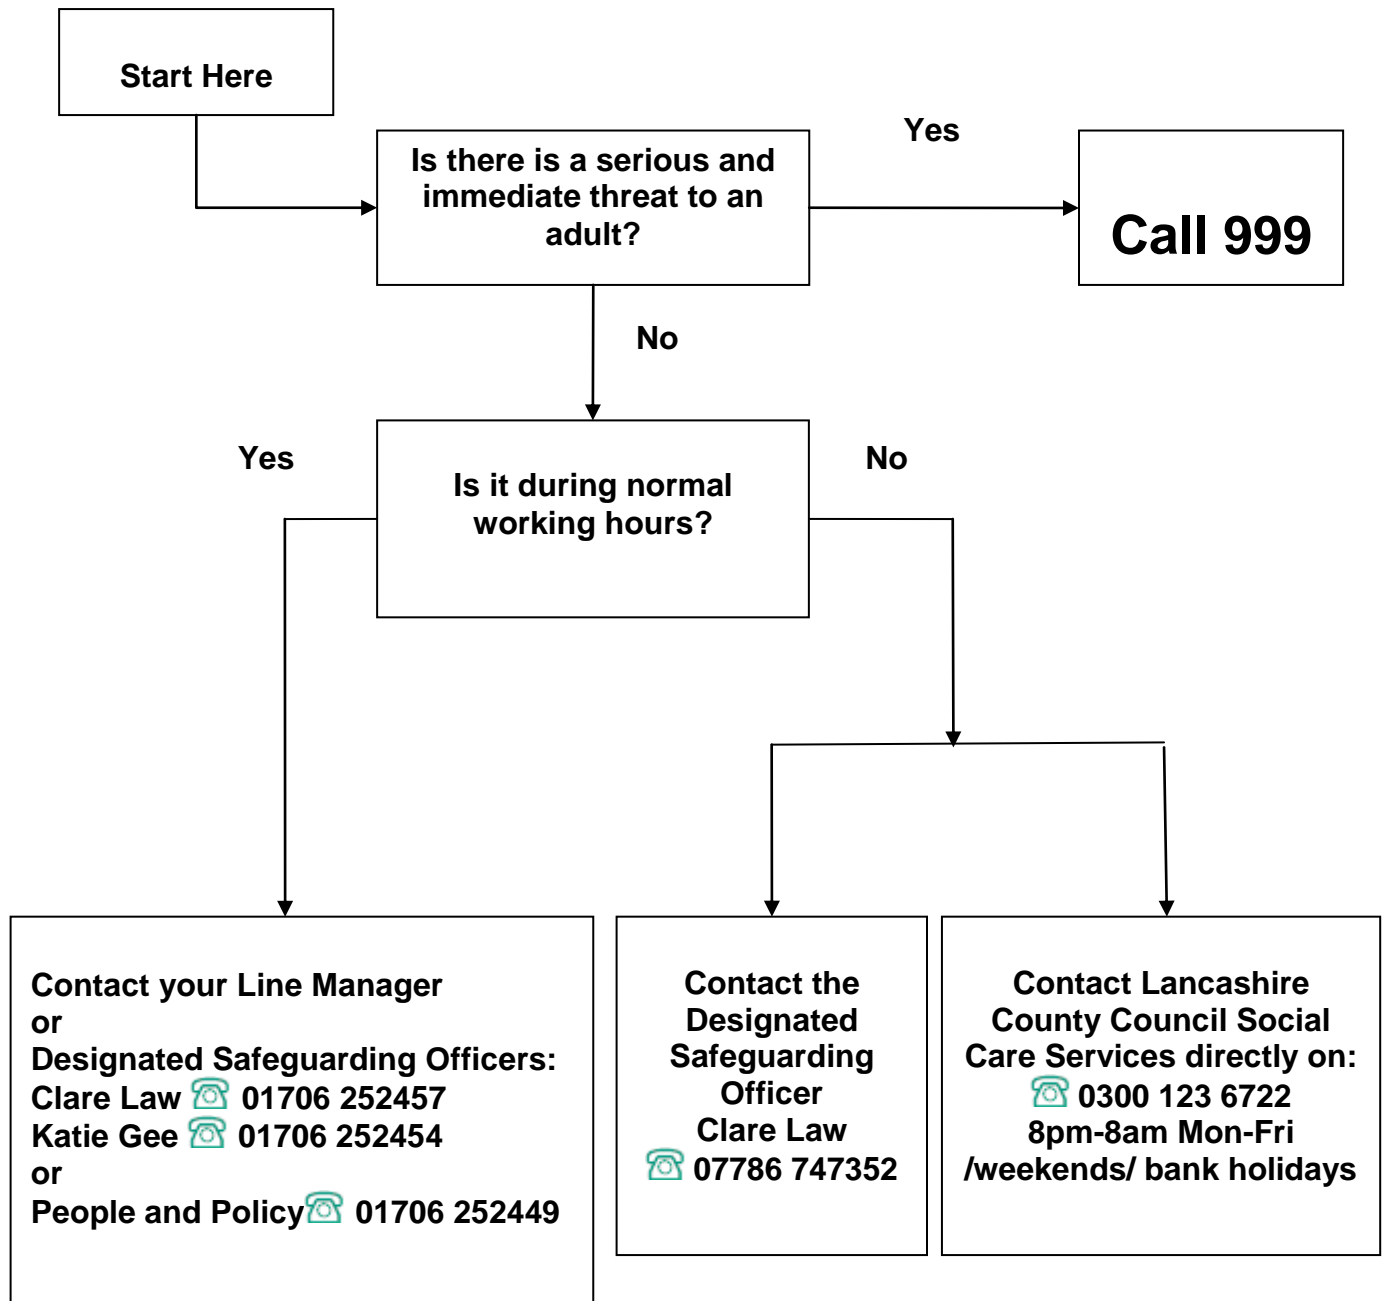 Start Here
Yes
Is there is a serious and
immediate threat to an
adult?
Call 999
No
Yes
No
Is it during normal
working hours?
Contact your Line Manager
or
Designated Safeguarding Officers:
Clare Law ☏ 01706 252457
Katie Gee ☏ 01706 252454
or
People and Policy☏ 01706 252449
Contact the
Designated
Safeguarding
Officer
Clare Law
☏ 07786 747352
Contact Lancashire
County Council Social
Care Services directly on:
☏ 0300 123 6722
8pm-8am Mon-Fri
/weekends/ bank holidays